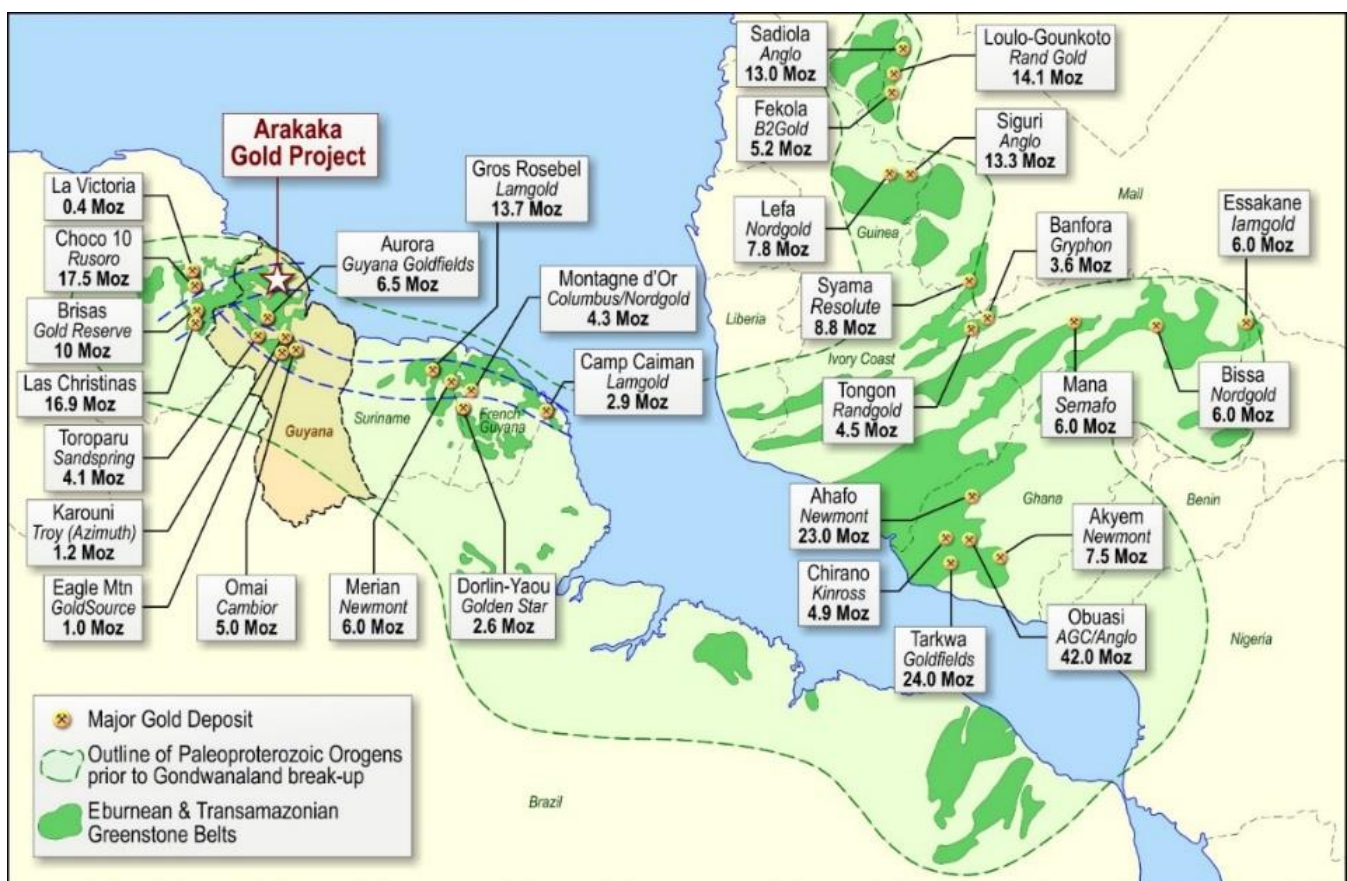 Arakaka
Gold Project
La Victoria
0.4 Moz
Choco 10
Rusoro
17.5 Moz
Brisas
Gold Reserve
10 Moz
Las Christinas
16.9 Moz
Toroparu
Sandspring
4.1 Moz
Karouni
Troy (Azimuth)
1.2 Moz
Eagle Mtn
GoldSource
1.0 Moz
Omai
Cambior
5.0 Moz
Aurora
Guyana Goldfields
6.5 Moz
Gros Rosebel
Lamgold
13.7 Moz
Montagne d'Or
Columbus/Nordgold
4.3 Moz
Camp Caiman
Lamgold
2.9 Moz
Merian
Newmont
6.0 Moz
Dorlin-Yaou
Golden Star
2.6 Moz
Guyana
Suriname
French
Guyana
Brazil
Sadiola
Anglo
13.0 Moz
Loulo-Gounkoto
Rand Gold
14.1 Moz
Fekola
B2Gold
5.2 Moz
Siguri
Anglo
13.3 Moz
Lefa
Nordgold
7.8 Moz
Guinea
Mail
Banfora
Gryphon
3.6 Moz
Essakane
Iamgold
6.0 Moz
Syama
Resolute
8.8 Moz
Liberia
Ivory Coast
Tongon
Randgold
4.5 Moz
Mana
Semafo
6.0 Moz
Bissa
Nordgold
6.0 Moz
Ahafo
Newmont
23.0 Moz
Ghana
Benin
Akyem
Newmont
7.5 Moz
Chirano
Kinross
4.9 Moz
Obuasi
AGC/Anglo
42.0 Moz
Tarkwa
Goldfields
24.0 Moz
Nigeria
Major Gold Deposit
Outline of Paleoproterozoic Orogens
prior to Gondwanaland break-up
Eburnean & Transamazonian
Greenstone Belts